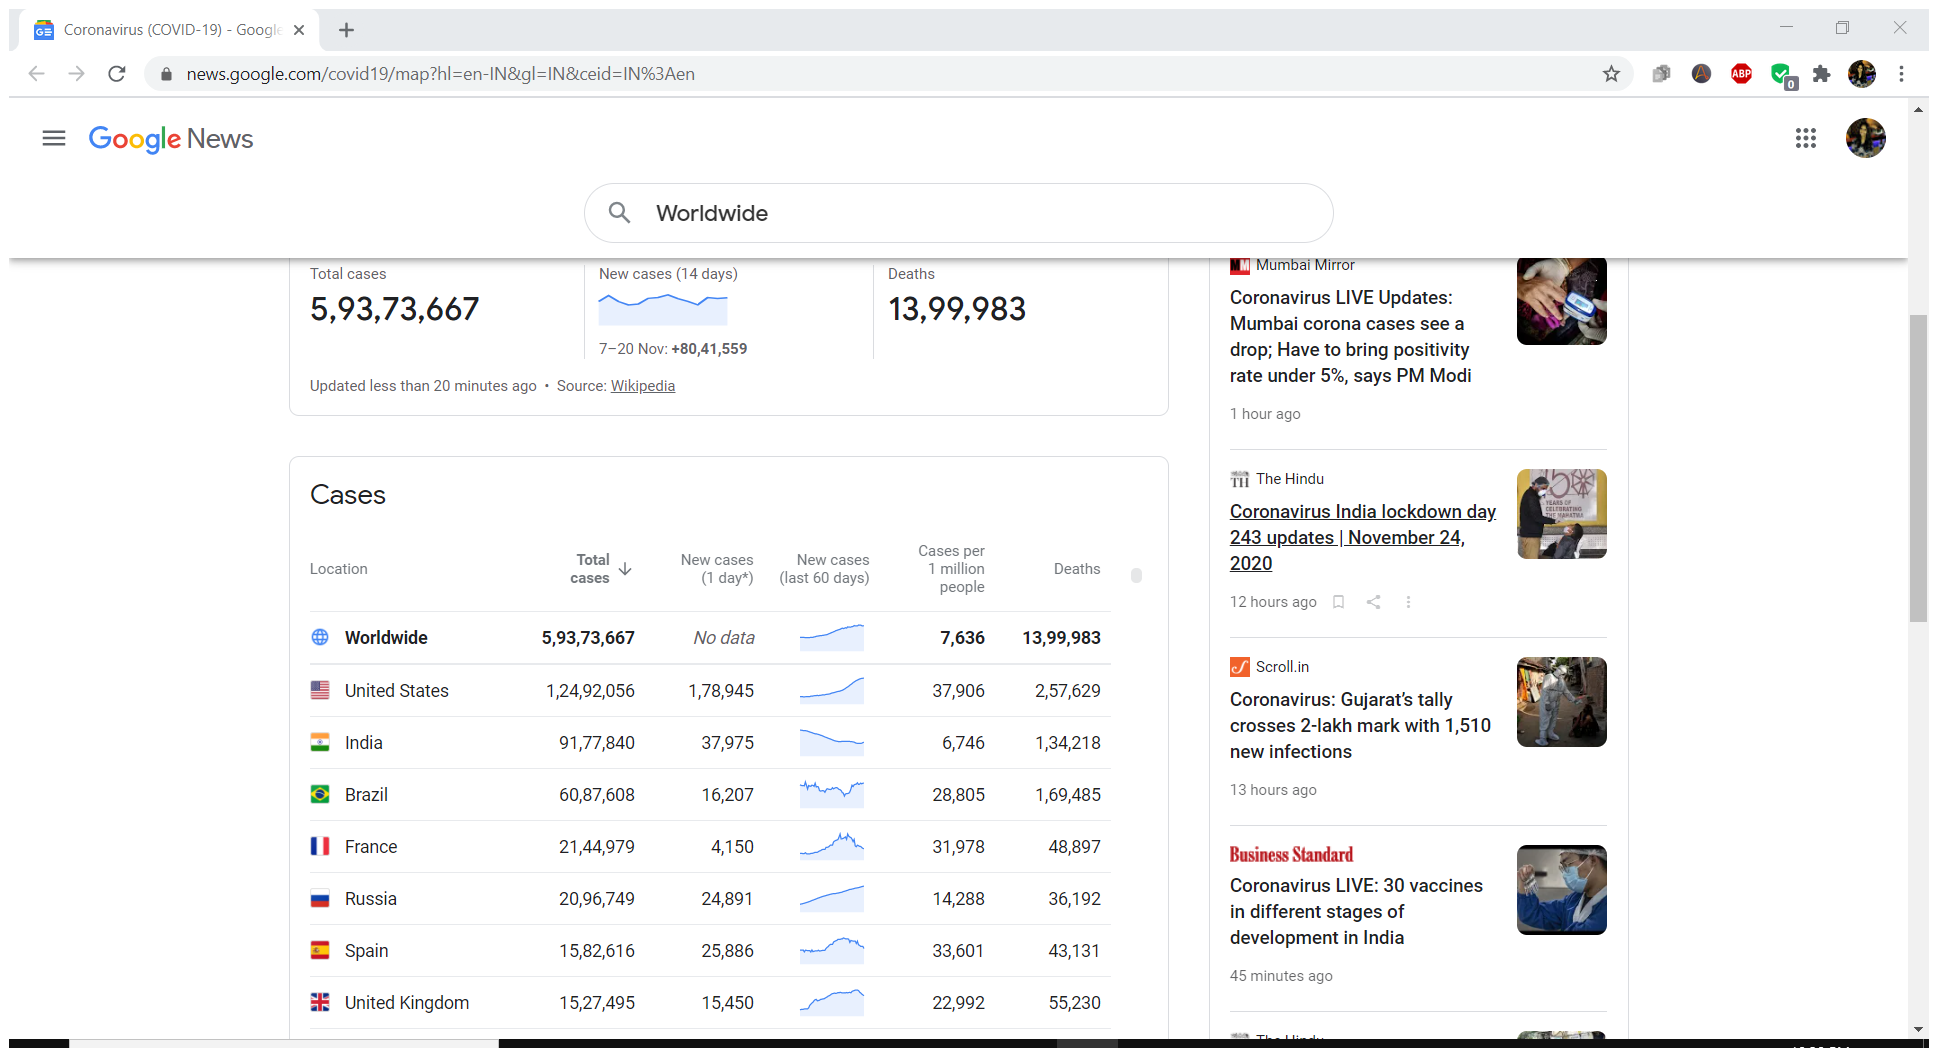 Coronavirus (COVID-19) - Google
news.google.com/covid19/map?hl=en-IN&gl=IN&ceid=IN%3Aen
ABP
0
Google News
Worldwide
Total cases
5,93,73,667
New cases (14 days)
7–20 Nov: +80,41,559
Deaths
13,99,983
Updated less than 20 minutes ago • Source: Wikipedia
Cases
Location Total cases New cases (1 day*) New cases (last 60 days) Cases per 1 million people Deaths
Worldwide 5,93,73,667 No data 7,636 13,99,983
United States 1,24,92,056 1,78,945 37,906 2,57,629
India 91,77,840 37,975 6,746 1,34,218
Brazil 60,87,608 16,207 28,805 1,69,485
France 21,44,979 4,150 31,978 48,897
Russia 20,96,749 24,891 14,288 36,192
Spain 15,82,616 25,886 33,601 43,131
United Kingdom 15,27,495 15,450 22,992 55,230
Mumbai Mirror
Coronavirus LIVE Updates:
Mumbai corona cases see a
drop; Have to bring positivity
rate under 5%, says PM Modi
1 hour ago
TH The Hindu
Coronavirus India lockdown day
243 updates | November 24,
2020
12 hours ago
YEARS OF
CELEBRATING
THE MAHATMA
Scroll.in
Coronavirus: Gujarat's tally
crosses 2-lakh mark with 1,510
new infections
13 hours ago
Business Standard
Coronavirus LIVE: 30 vaccines
in different stages of
development in India
45 minutes ago
The Hindu